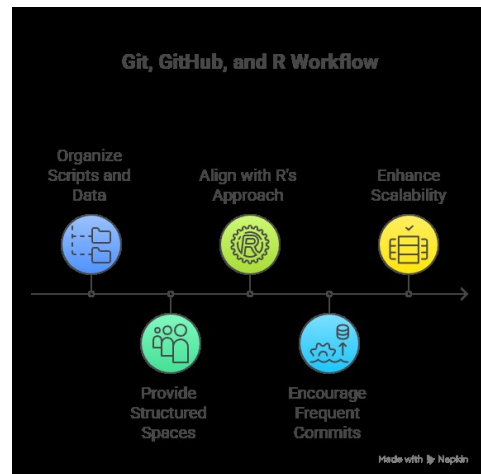 Git, GitHub, and R Workflow
Organize
Scripts and
Data
Align with R's
Approach
Enhance
Scalability
R
Provide
Structured
Spaces
Encourage
Frequent
Commits
Made with Napkin